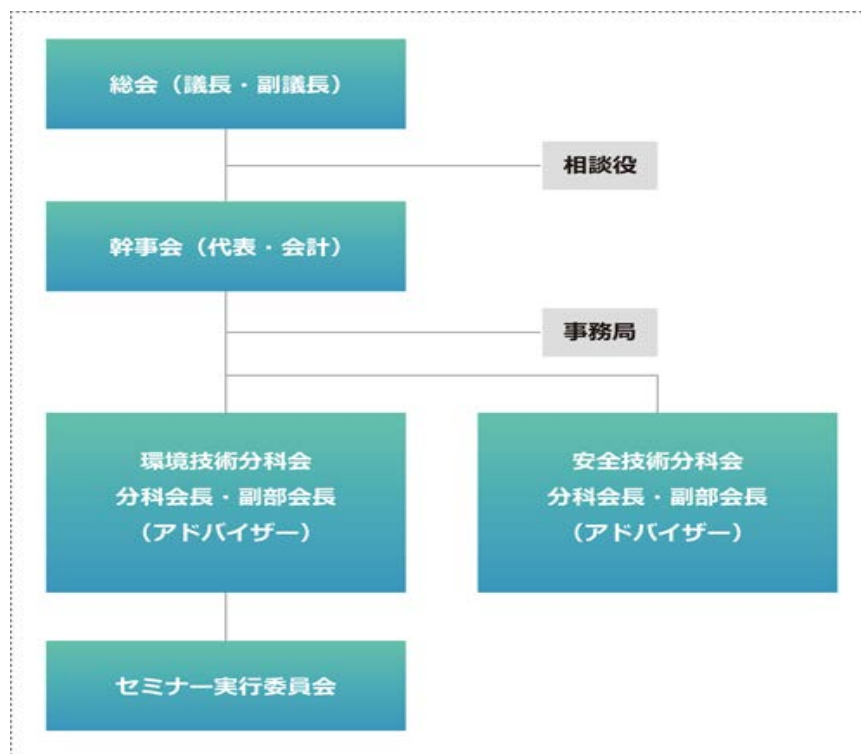 総会（議長・副議長）
相談役
幹事会（代表・会計）
事務局
環境技術分科会
分科会長・副部会長
（アドバイザー）
安全技術分科会
分科会長・副部会長
（アドバイザー）
セミナー実行委員会